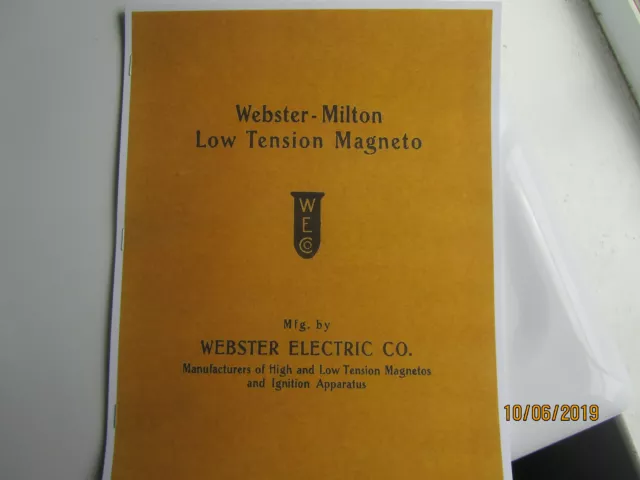 Webster-Milton
Low Tension Magneto
W
E
Co
Mfg. by
WEBSTER ELECTRIC CO.
Manufacturers of High and Low Tension Magnetos
and Ignition Apparatus
10/06/2019